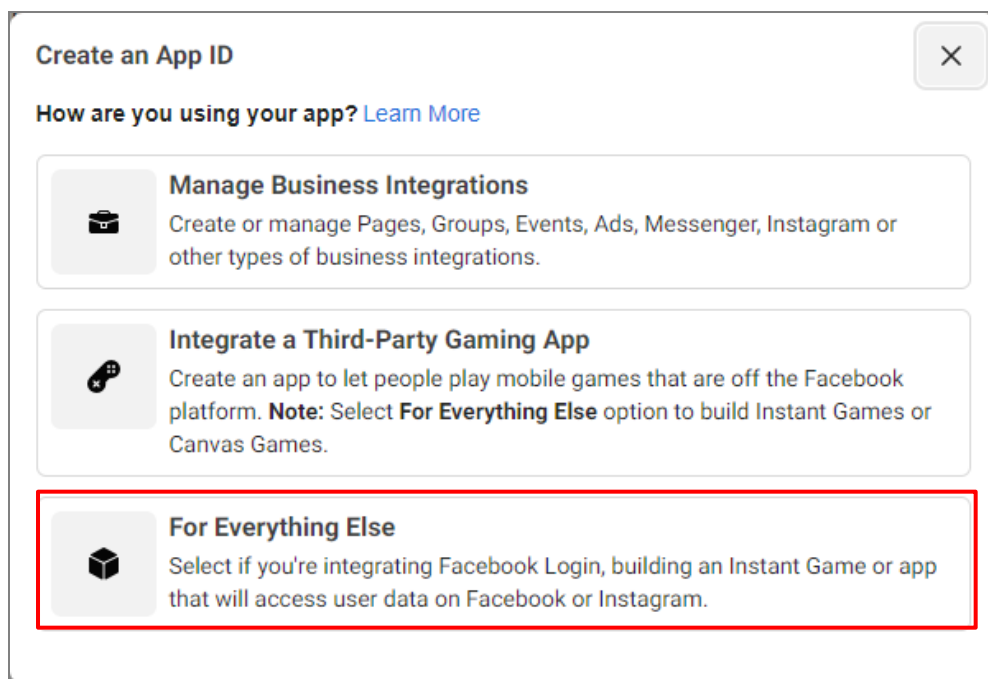 Create an App ID
How are you using your app? Learn More
Manage Business Integrations
Create or manage Pages, Groups, Events, Ads, Messenger, Instagram or
other types of business integrations.
Integrate a Third-Party Gaming App
Create an app to let people play mobile games that are off the Facebook
platform. Note: Select For Everything Else option to build Instant Games or
Canvas Games.
For Everything Else
Select if you're integrating Facebook Login, building an Instant Game or app
that will access user data on Facebook or Instagram.